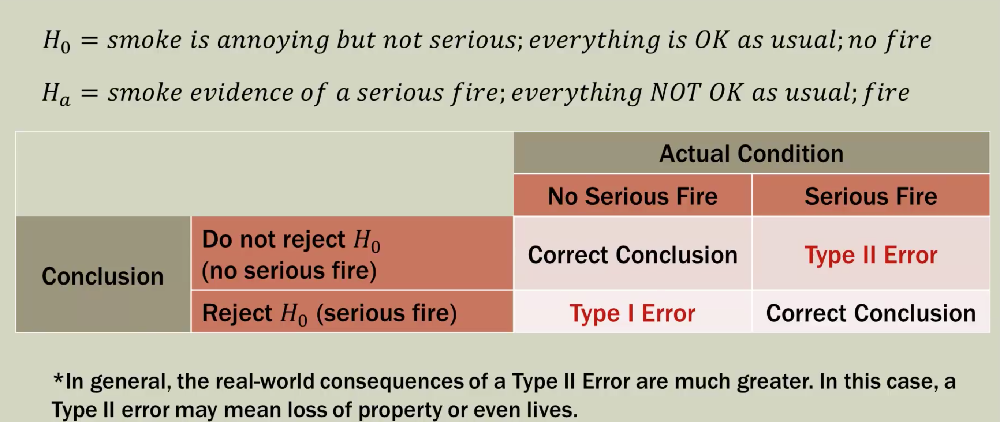 H₀ = smoke is annoying but not serious; everything is OK as usual; no fire
Hₐ = smoke evidence of a serious fire; everything NOT OK as usual; fire
Actual Condition
No Serious Fire
Serious Fire
Conclusion
Do not reject H₀
(no serious fire)
Correct Conclusion
Type II Error
Reject H₀ (serious fire)
Type I Error
Correct Conclusion
*In general, the real-world consequences of a Type II Error are much greater. In this case, a
Type II error may mean loss of property or even lives.